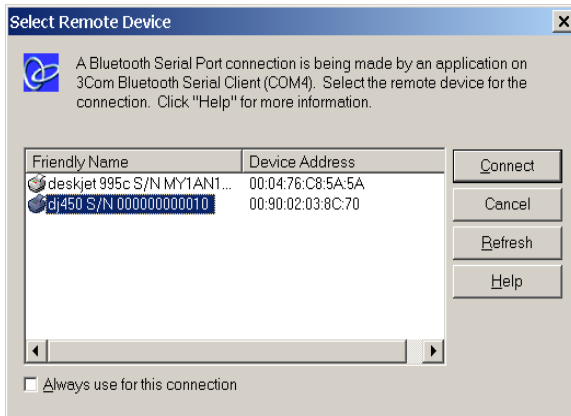 Select Remote Device
A Bluetooth Serial Port connection is being made by an application on
3Com Bluetooth Serial Client (COM4). Select the remote device for the
connection. Click "Help" for more information.
Friendly Name Device Address
deskjet 995c S/N MY1AN1... 00:04:76:C8:5A:5A
dj450 S/N 000000000010 00:90:02:03:8C:70
Connect
Cancel
Refresh
Help
Always use for this connection